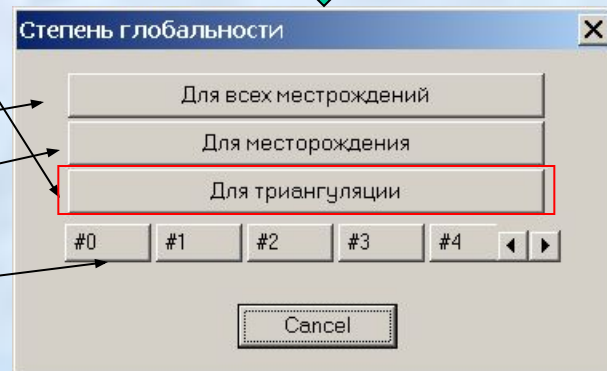 Степень глобальности
Для всех местрождений
Для месторождения
Для триангуляции
#0 #1 #2 #3 #4
Cancel